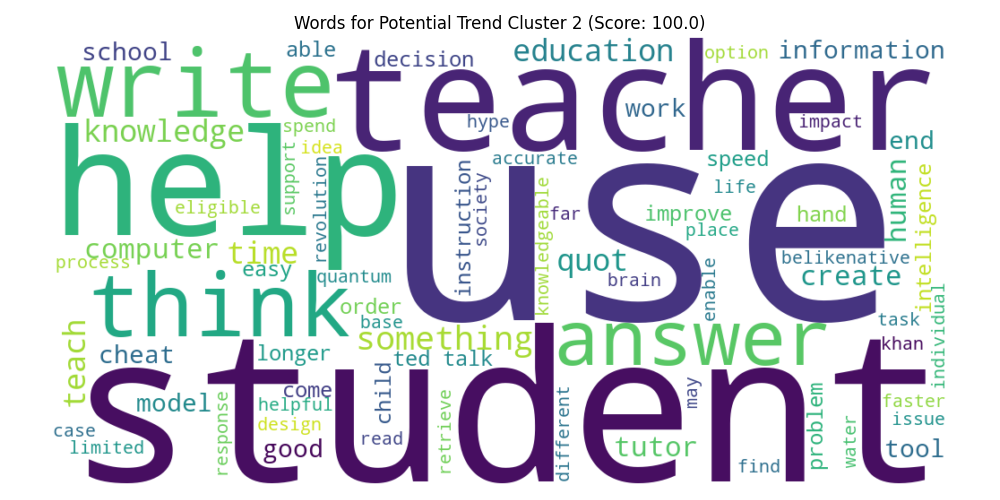 Words for Potential Trend Cluster 2 (Score: 100.0)
school
able
decision
education
option
information
write
teacher
work
knowledge
spend
hype
impact
end
idea
help
support
revolution
accurate
speed
human
use
life
instruction
society
knowledgeable
eligible
far
improve
hand
place
intelligence
computer
time
process
easy
quantum
quot
brain
belikenative
create
enable
think
order
base
something
answer
task
khan
individual
teach
cheat
longer
ted talk
student
model
come
helpful
design
child
may
faster
issue
case
limited
response
good
read
retrieve
different
tutor
find
problem
water
tool